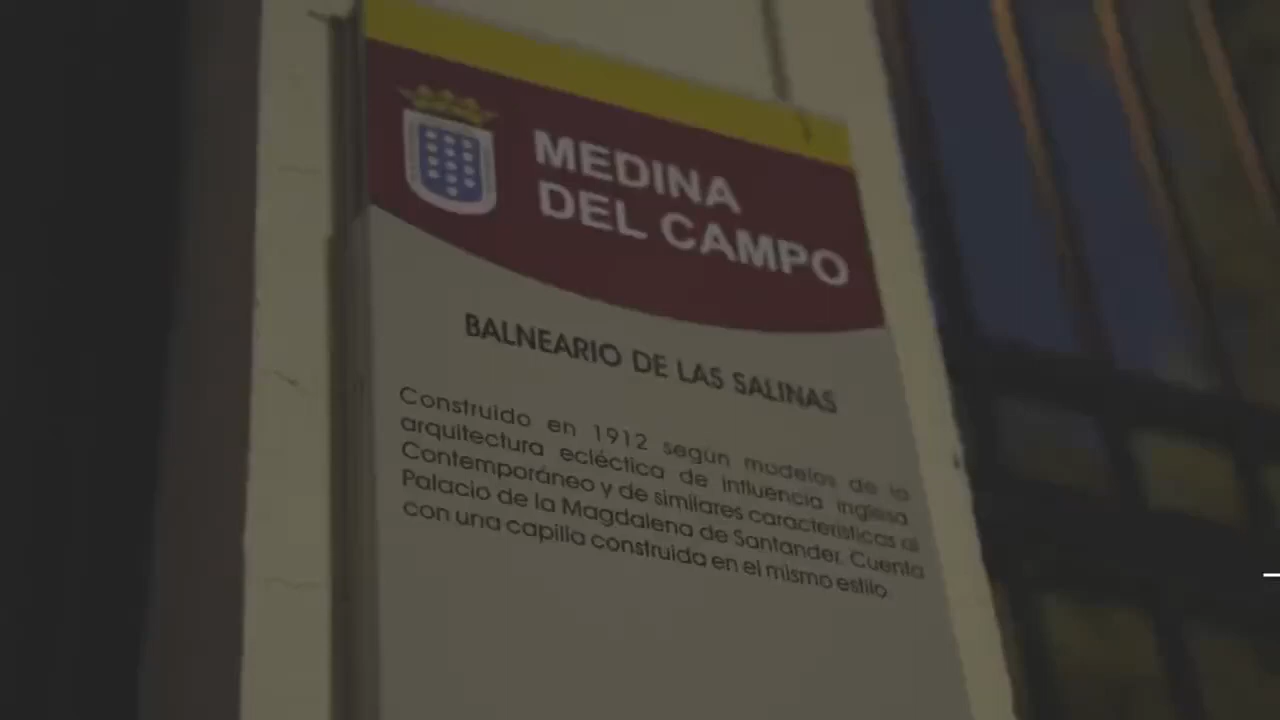 MEDINA
DEL CAMPO
BALNEARIO DE LAS SALINAS
Construido en 1912 según modelos de la
arquitectura ecléctica de influencia inglesa.
Contemporáneo y de similares características al
Palacio de la Magdalena de Santander. Cuenta
con una capilla construida en el mismo estilo.